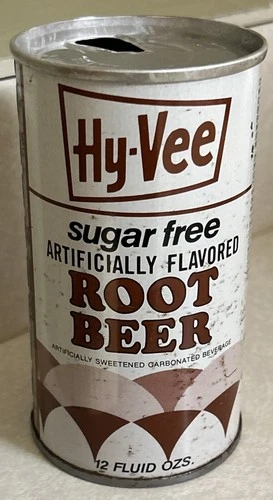 Hy-Vee
sugar free
ARTIFICIALLY FLAVORED
ROOT
BEER
ARTIFICIALLY SWEETENED CARBONATED BEVERAGE
12 FLUID OZS.